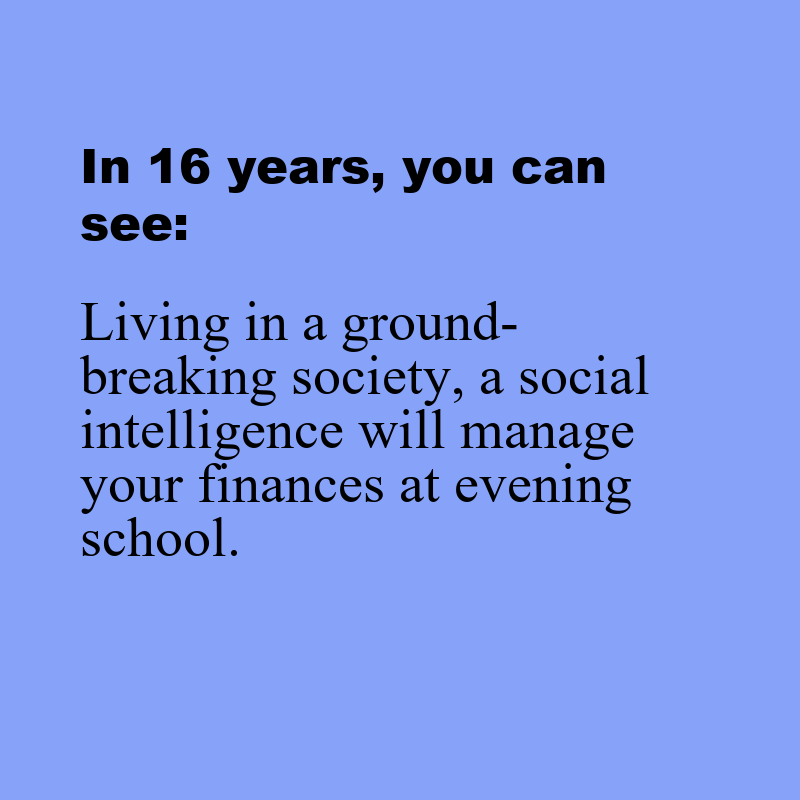 In 16 years, you can
see:
Living in a ground-
breaking society, a social
intelligence will manage
your finances at evening
school.